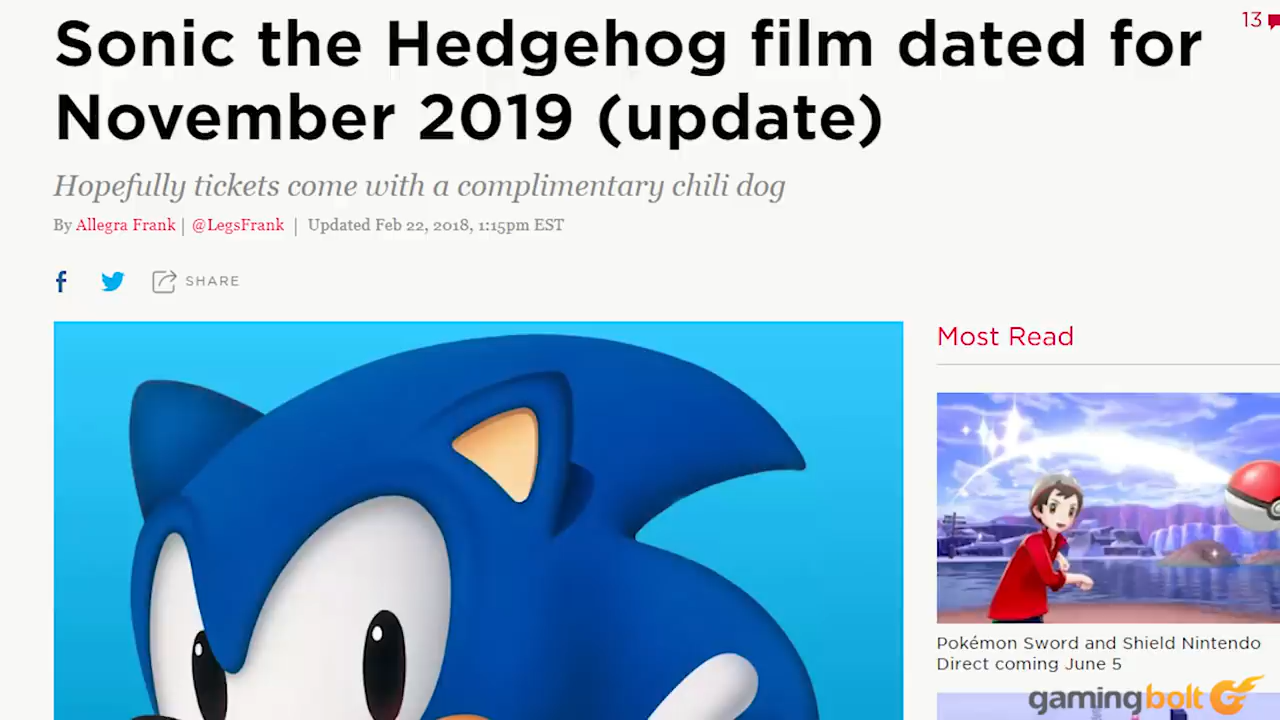 13
Sonic the Hedgehog film dated for
November 2019 (update)
Hopefully tickets come with a complimentary chili dog
By Allegra Frank | @LegsFrank | Updated Feb 22, 2018, 1:15pm EST
SHARE
Most Read
Pokémon Sword and Shield Nintendo
Direct coming June 5
gamingbolt